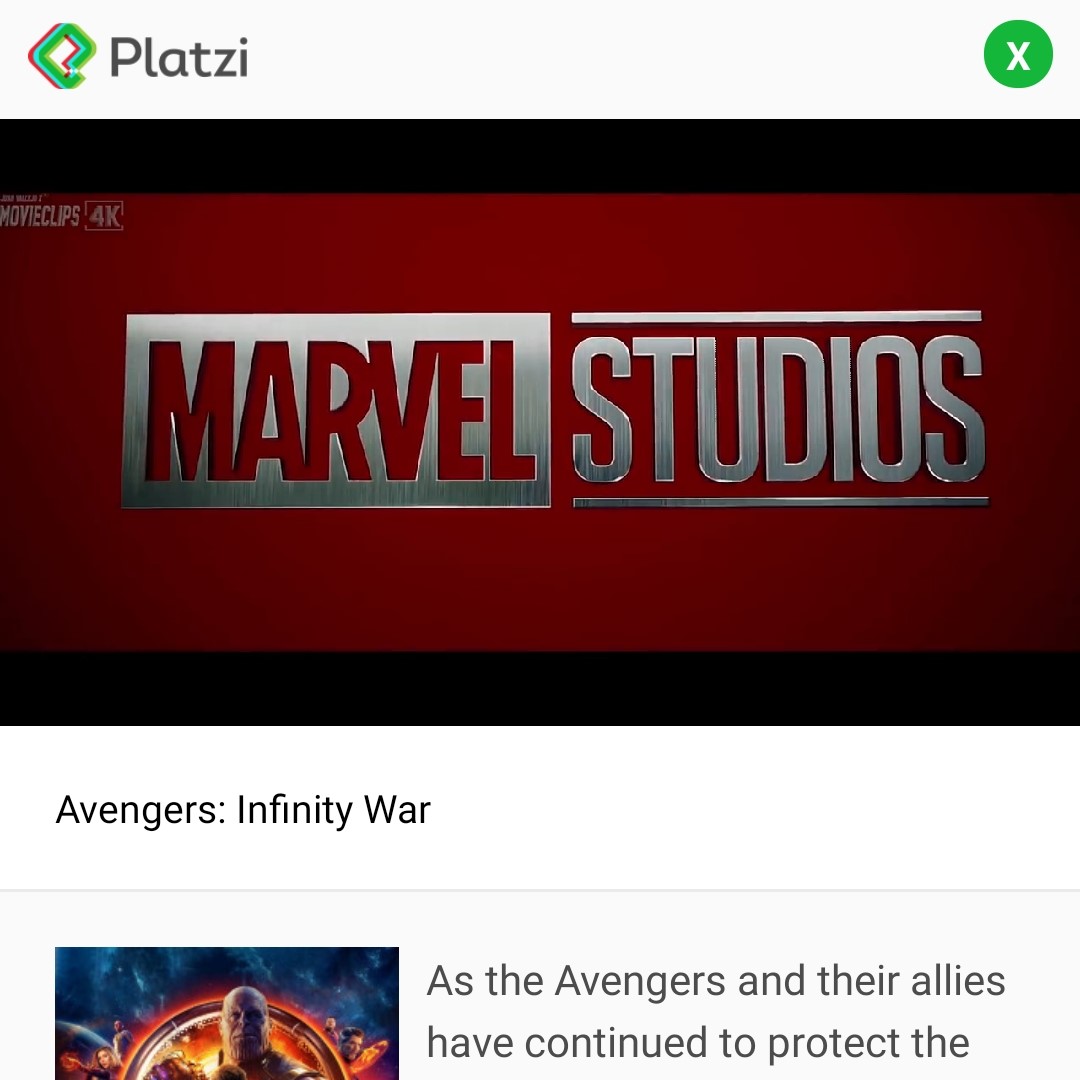 Platzi
X
MOVIECLIPS 4K
MARVEL STUDIOS
Avengers: Infinity War
As the Avengers and their allies
have continued to protect the